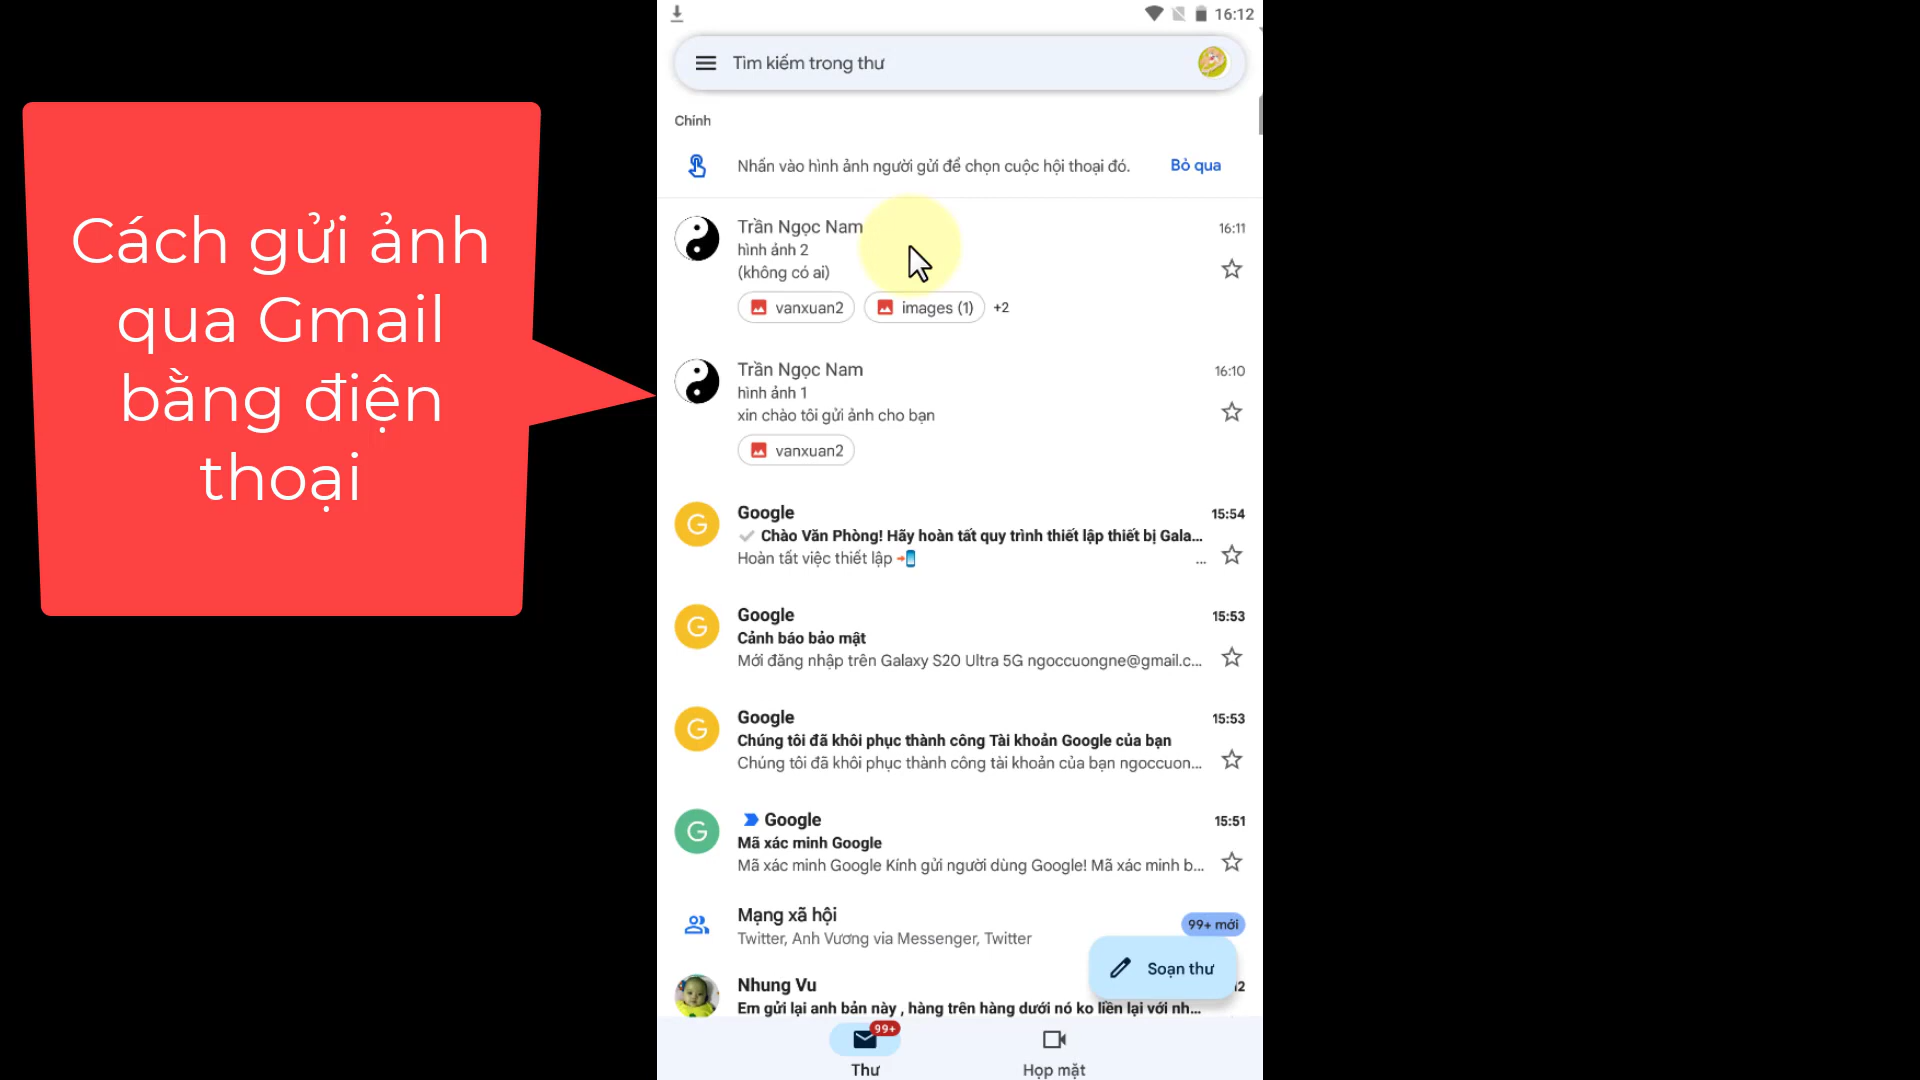 16:12
Tìm kiếm trong thư
Chính
Nhấn vào hình ảnh người gửi để chọn cuộc hội thoại đó.
Bỏ qua
Cách gửi ảnh
qua Gmail
bằng điện
thoại
Trần Ngọc Nam
16:11
hình ảnh 2
(không có ai)
vanxuan2
images (1)
+2
Trần Ngọc Nam
16:10
hình ảnh 1
xin chào tôi gửi ảnh cho bạn
vanxuan2
G
Google
15:54
Chào Văn Phòng! Hãy hoàn tất quy trình thiết lập thiết bị Gala...
Hoàn tất việc thiết lập
...
G
Google
15:53
Cảnh báo bảo mật
Mới đăng nhập trên Galaxy S20 Ultra 5G ngoccuongne@gmail.c...
G
Google
15:53
Chúng tôi đã khôi phục thành công Tài khoản Google của bạn
Chúng tôi đã khôi phục thành công tài khoản của bạn ngoccuon...
G
Google
15:51
Mã xác minh Google
Mã xác minh Google Kính gửi người dùng Google! Mã xác minh b...
Mạng xã hội
99+ mới
Twitter, Anh Vương via Messenger, Twitter
Soạn thư
Nhung Vu
Em gửi lại anh bản này , hàng trên hàng dưới nó ko liền lại với nh...
99+
Thư
Họp mặt